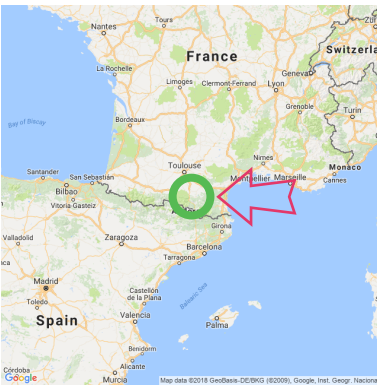 Nantes
Tours
Zürich
France
Switzerla
La Rochelle
Geneva
Limoges
Clermont-Ferrand
Lyon
Bordeaux
Grenoble
Turin
Bay of Biscay
Nimes
Monaco
Toulouse
Santander
San Sebastián
Montpellier
Marseille
Cannes
Bilbao
Vitoria-Gasteiz
Girona
Valladolid
Zaragoza
Barcelona
Tarragona
Madrid
Castellón
de la Plana
Balearic Sea
Toledo
Valencia
Palma
Spain
Benidorm
Córdoba
Alicante
Murcia
Google
Map data ©2018 GeoBasis-DE/BKG (©2009), Google, Inst. Geogr. Naciona